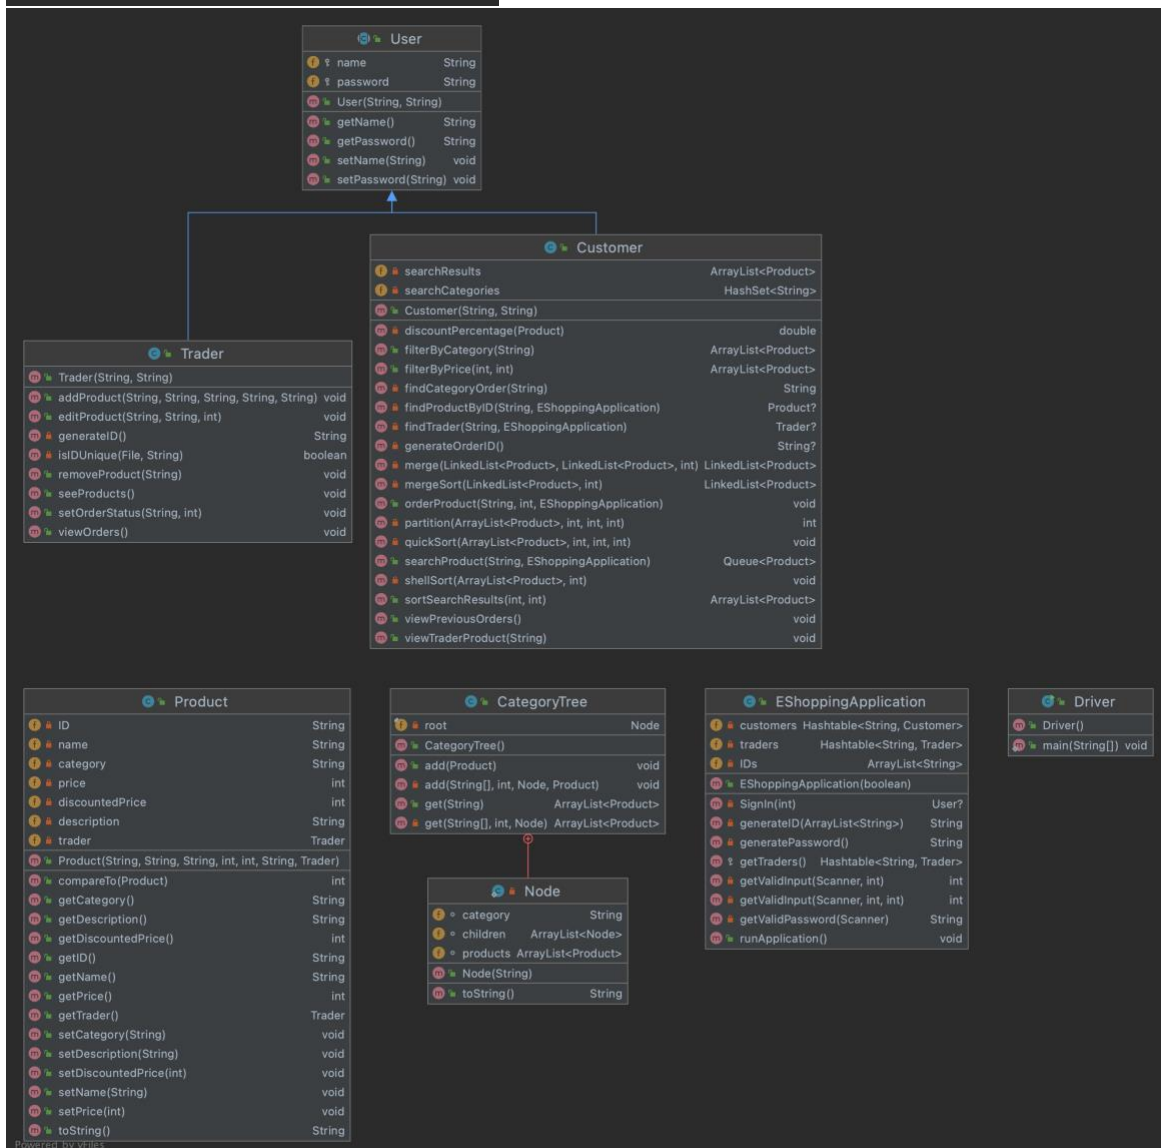 User
name String
password String
User(String, String)
getName() String
getPassword() String
setName(String) void
setPassword(String) void
Customer
searchResults ArrayList<Product>
searchCategories HashSet<String>
Customer(String, String)
discountPercentage(Product) double
filterByCategory(String) ArrayList<Product>
filterByPrice(int, int) ArrayList<Product>
findCategoryOrder(String) String
findProductByID(String, EShoppingApplication) Product?
findTrader(String, EShoppingApplication) Trader?
generateOrderID() String?
merge(LinkedList<Product>, LinkedList<Product>, int) LinkedList<Product>
mergeSort(LinkedList<Product>, int) LinkedList<Product>
orderProduct(String, int, EShoppingApplication) void
partition(ArrayList<Product>, int, int, int) int
quickSort(ArrayList<Product>, int, int, int) void
searchProduct(String, EShoppingApplication) Queue<Product>
shellSort(ArrayList<Product>, int) void
sortSearchResults(int, int) ArrayList<Product>
viewPreviousOrders() void
viewTraderProduct(String) void
Trader
Trader(String, String)
addProduct(String, String, String, String, String) void
editProduct(String, String, int) void
generateID() String
isIDUnique(File, String) boolean
removeProduct(String) void
seeProducts() void
setOrderStatus(String, int) void
viewOrders() void
Product
ID String
name String
category String
price int
discountedPrice int
description String
trader Trader
Product(String, String, String, int, int, String, Trader)
compareTo(Product) int
getCategory() String
getDescription() String
getDiscountedPrice() int
getID() String
getName() String
getPrice() int
getTrader() Trader
setCategory(String) void
setDescription(String) void
setDiscountedPrice(int) void
setName(String) void
setPrice(int) void
toString() String
CategoryTree
root Node
CategoryTree()
add(Product) void
add(String[], int, Node, Product) void
get(String) ArrayList<Product>
get(String[], int, Node) ArrayList<Product>
Node
category String
children ArrayList<Node>
products ArrayList<Product>
Node(String)
toString() String
EShoppingApplication
customers Hashtable<String, Customer>
traders Hashtable<String, Trader>
IDs ArrayList<String>
EShoppingApplication(boolean)
SignIn(int) User?
generateID(ArrayList<String>) String
generatePassword() String
getTraders() Hashtable<String, Trader>
getValidInput(Scanner, int) int
getValidInput(Scanner, int, int) int
getValidPassword(Scanner) String
runApplication() void
Driver
Driver()
main(String[]) void
Powered by yFiles